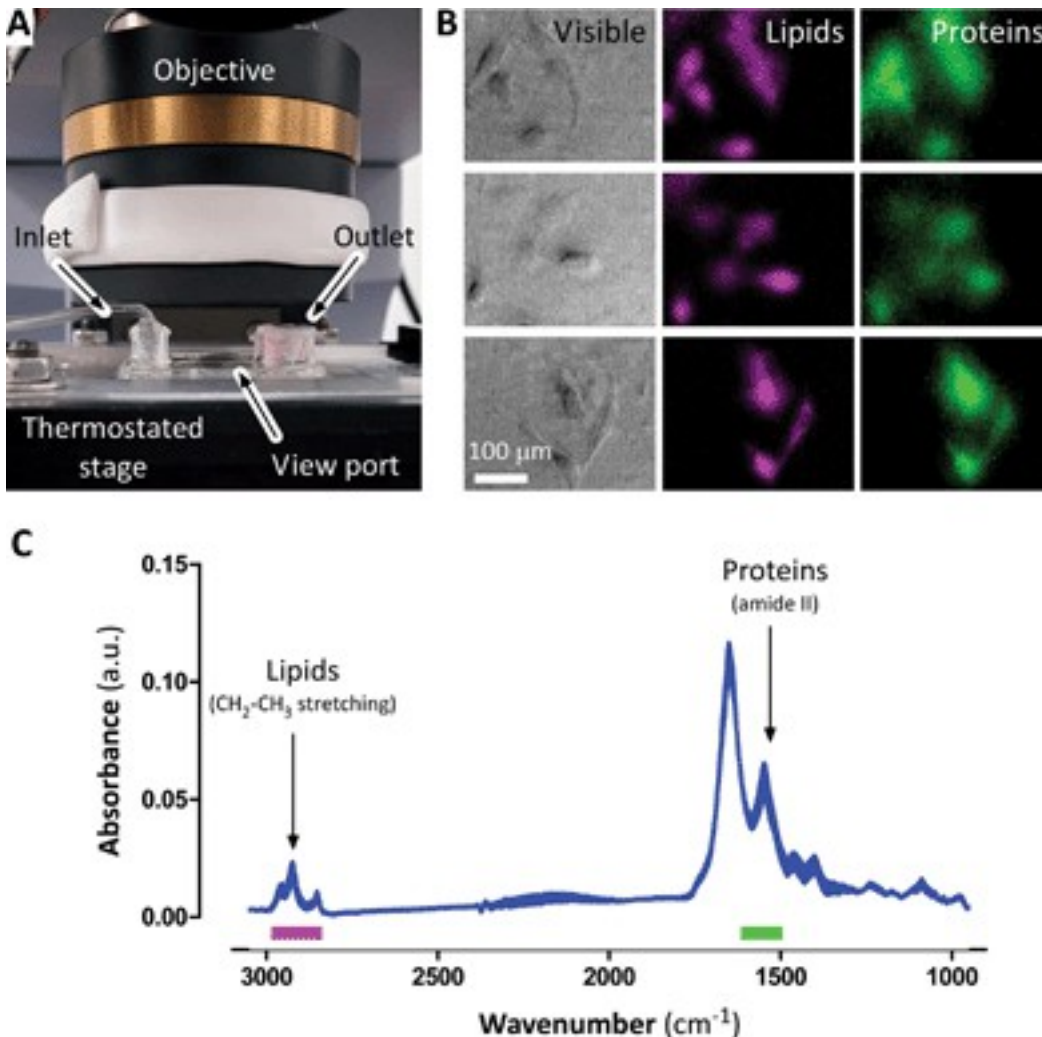 A
Objective
Inlet
Outlet
Thermostated
stage
View port
B
Visible
Lipids
Proteins
100 μm
C
Absorbance (a.u.)
0.15
0.10
0.05
0.00
Lipids
(CH₂-CH₃ stretching)
Proteins
(amide II)
3000
2500
2000
1500
1000
Wavenumber (cm⁻¹)